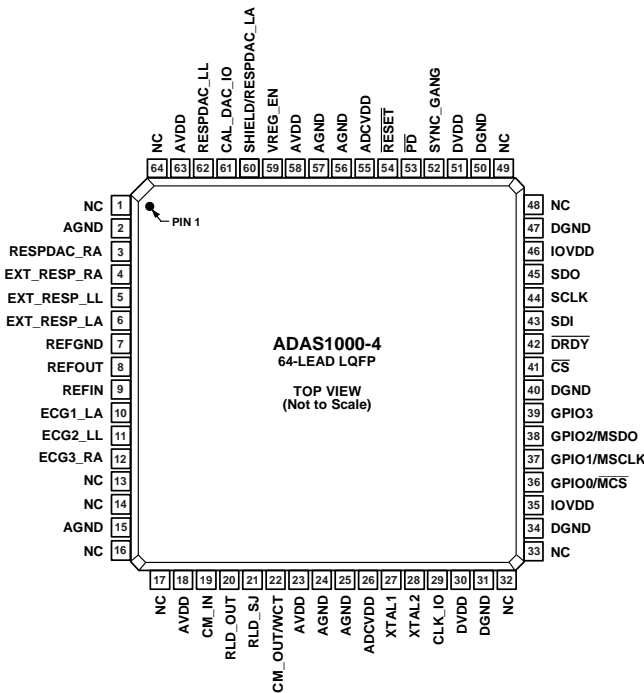 NC
AVDD
RESPDAC_LL
CAL_DAC_IO
SHIELD/RESPDAC_LA
VREG_EN
AVDD
AGND
AGND
ADCVDD
RESET
PD
SYNC_GANG
DVDD
DGND
NC
64 63 62 61 60 59 58 57 56 55 54 53 52 51 50 49
NC 1
AGND 2
RESPDAC_RA 3
EXT_RESP_RA 4
EXT_RESP_LL 5
EXT_RESP_LA 6
REFGND 7
REFOUT 8
REFIN 9
ECG1_LA 10
ECG2_LL 11
ECG3_RA 12
NC 13
NC 14
AGND 15
NC 16
PIN 1
ADAS1000-4
64-LEAD LQFP
TOP VIEW
(Not to Scale)
48 NC
47 DGND
46 IOVDD
45 SDO
44 SCLK
43 SDI
42 DRDY
41 CS
40 DGND
39 GPIO3
38 GPIO2/MSDO
37 GPIO1/MSCLK
36 GPIO0/MCS
35 IOVDD
34 DGND
33 NC
17 18 19 20 21 22 23 24 25 26 27 28 29 30 31 32
NC
AVDD
CM_IN
RLD_OUT
RLD_SJ
CM_OUT/WCT
AVDD
AGND
AGND
ADCVDD
XTAL1
XTAL2
CLK_IO
DVDD
DGND
NC